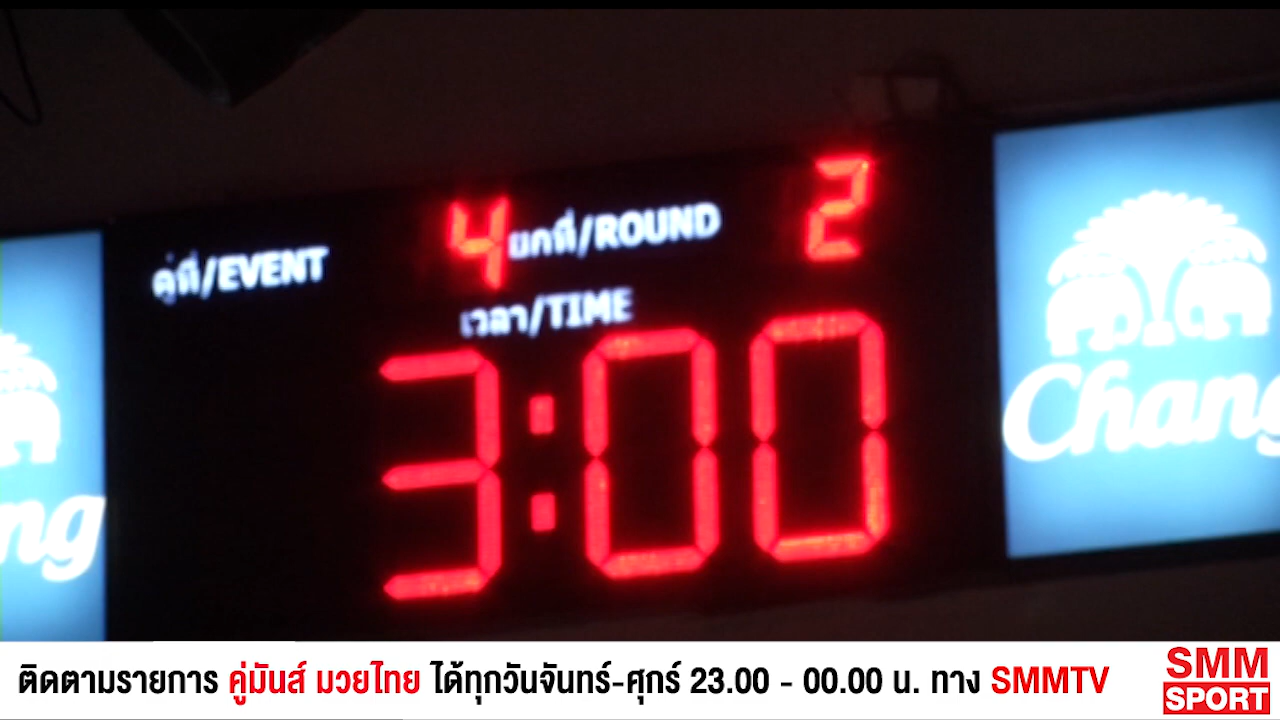 คู่ที่/EVENT 4 ยกที่/ROUND 2
เวลา/TIME
3:00
Chang
ng
ติดตามรายการ คู่มันส์ มวยไทย ได้ทุกวันจันทร์-ศุกร์ 23.00 - 00.00 น. ทาง SMMTV
SMM
SPORT